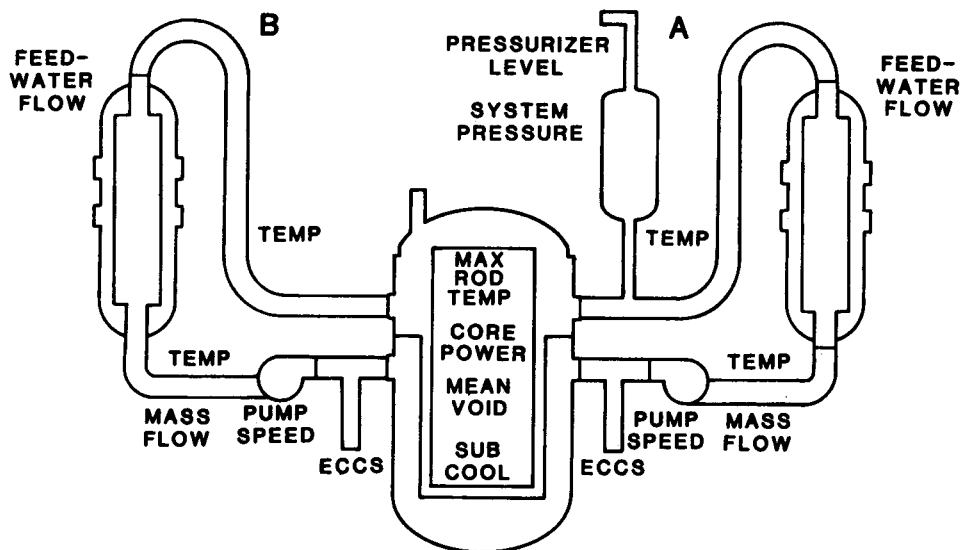 B
A
FEED-
WATER
FLOW
PRESSURIZER
LEVEL
SYSTEM
PRESSURE
FEED-
WATER
FLOW
TEMP
TEMP
MAX
ROD
TEMP
CORE
POWER
MEAN
VOID
SUB
COOL
TEMP
MASS
FLOW
PUMP
SPEED
ECCS
TEMP
PUMP
SPEED
MASS
FLOW
ECCS